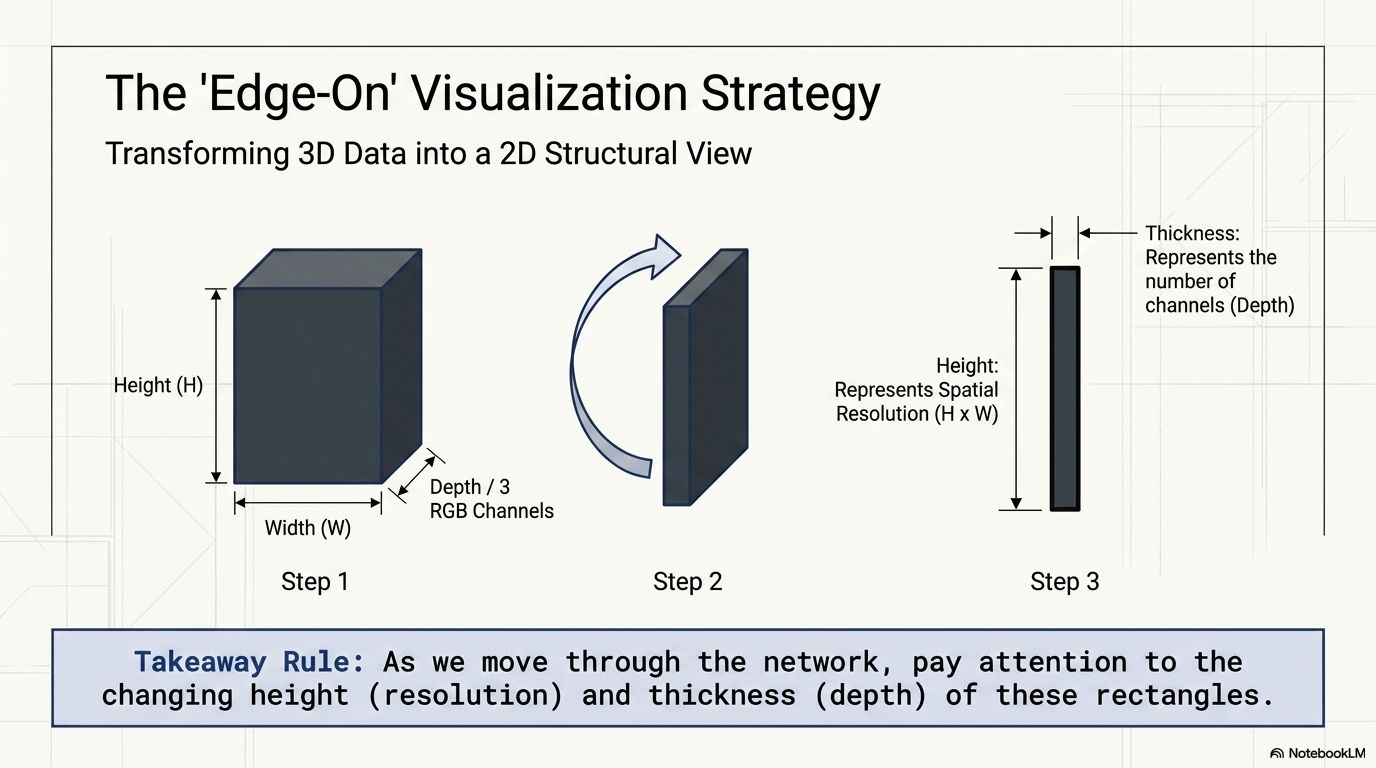 The 'Edge-On' Visualization Strategy
Transforming 3D Data into a 2D Structural View
Height (H)
Width (W)
Depth / 3
RGB Channels
Step 1
Step 2
Thickness:
Represents the
number of
channels (Depth)
Height:
Represents Spatial
Resolution (H x W)
Step 3
Takeaway Rule: As we move through the network, pay attention to the
changing height (resolution) and thickness (depth) of these rectangles.
NotebookLM